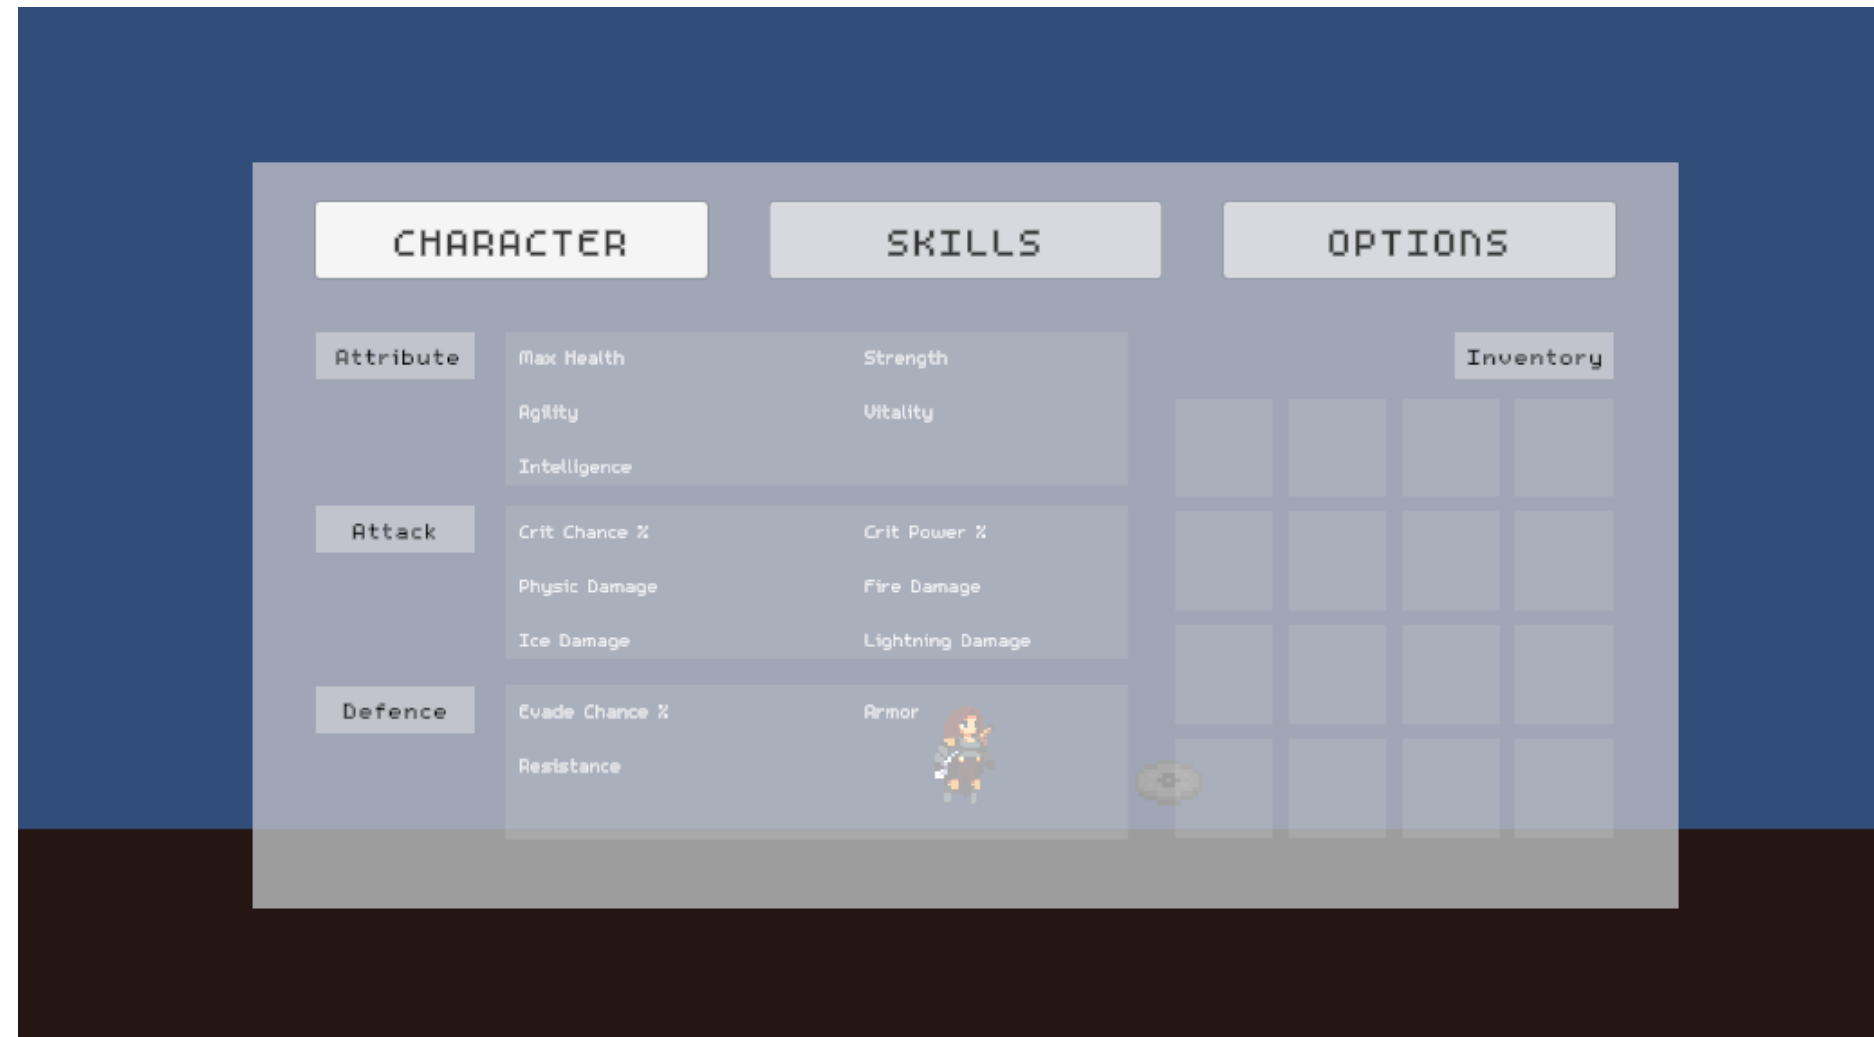 CHARACTER SKILLS OPTIONS
Attribute
Max Health Strength
Agility VItality
Intelligence
Attack
Crit Chance % Crit Power %
Physic Damage Fire Damage
Ice Damage Lightning Damage
Defence
Evade Chance % Armor
Resistance
Inventory